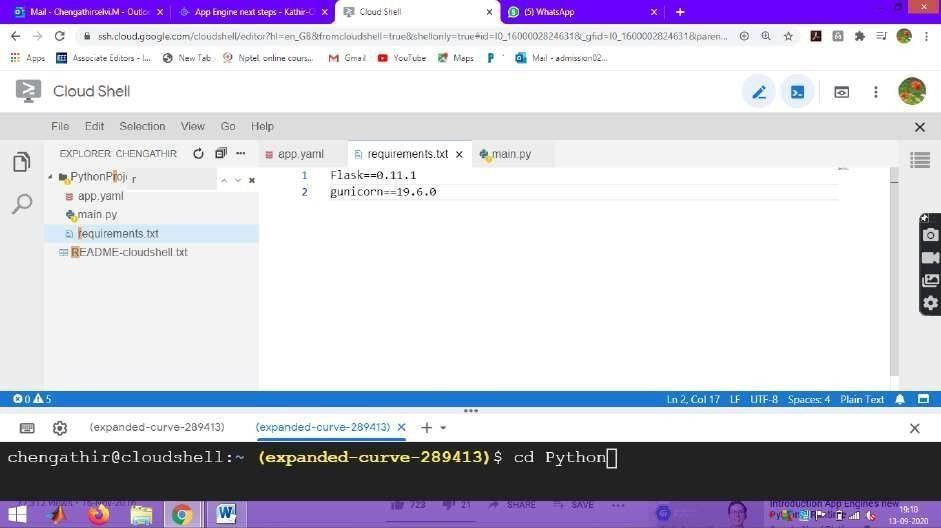 Mail - Chengathirselvi.M - Outlo
App Engine next steps - Kathir-C
Cloud Shell
(5) WhatsApp
ssh.cloud.google.com/cloudshell/editor?hl=en_GB&fromcloudshell=true&shellonly=true#id=I0_1600002824631&_gfid=I0_1600002824631&paren...
Apps
Associate Editors - I...
New Tab
Nptel, online cours...
Gmail
YouTube
Maps
P
Mail - admission02...
Cloud Shell
File Edit Selection View Go Help
EXPLORER: CHENGATHIR
app.yaml
requirements.txt
main.py
PythonProj
r
app.yaml
main.py
requirements.txt
README-cloudshell.txt
1 Flask==0.11.1
2 gunicorn==19.6.0
0 5
Ln 2, Col 17 LF UTF-8 Spaces: 4 Plain Text
(expanded-curve-289413)
(expanded-curve-289413)
chengathir@cloudshell:~ (expanded-curve-289413)$ cd Python
723 21 SHARE SAVE
Introduction App Engine's new
19:10
13-09-2020